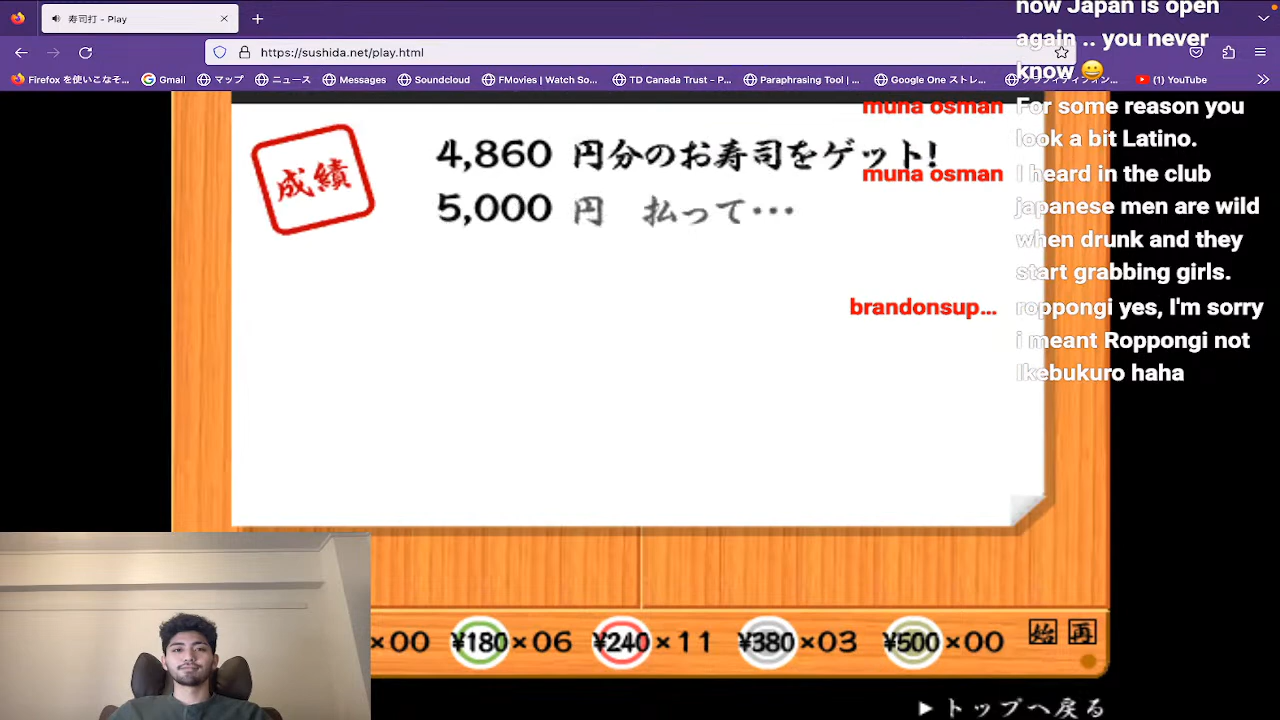 寿司打 - Play
https://sushida.net/play.html
Firefox を使いこなそ…
Gmail
マップ
ニュース
Messenger
Soundcloud
FMovies | Watch So…
TD Canada Trust - P…
Paraphrasing Tool |…
Google One ストレ…
(1) YouTube
now Japan is open
again .. you never
know 😀
muna osman For some reason you
look a bit Latino.
muna osman I heard in the club
japanese men are wild
when drunk and they
start grabbing girls.
brandonsup… roppongi yes, I'm sorry
i meant Roppongi not
Ikebukuro haha
成績
4,860 円分のお寿司をゲット!
5,000 円 払って…
×00 ¥180×06 ¥240×11 ¥380×03 ¥500×00 始 再
▶トップへ戻る